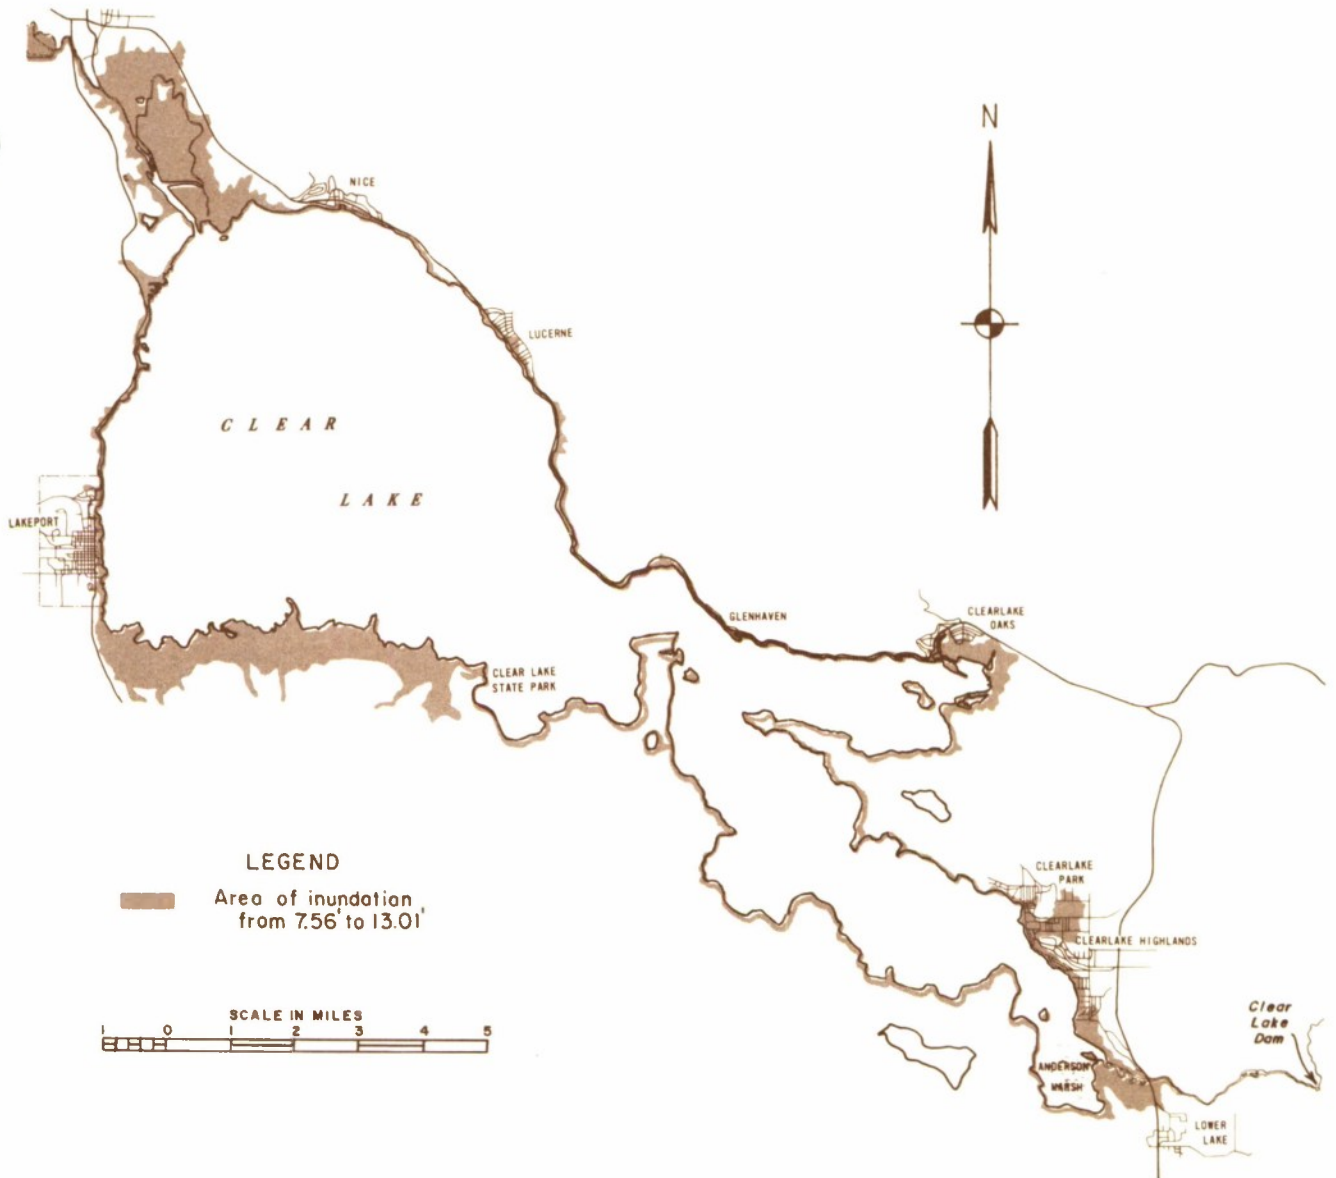 N
NICE
LUCERNE
CLEAR
LAKE
LAKEPORT
GLENHAVEN
CLEARLAKE
OAKS
CLEAR LAKE
STATE PARK
LEGEND
Area of inundation
from 7.56' to 13.01'
CLEARLAKE
PARK
CLEARLAKE HIGHLANDS
SCALE IN MILES
1 0 1 2 3 4 5
Clear
Lake
Dam
ANDERSON
MARSH
LOWER
LAKE